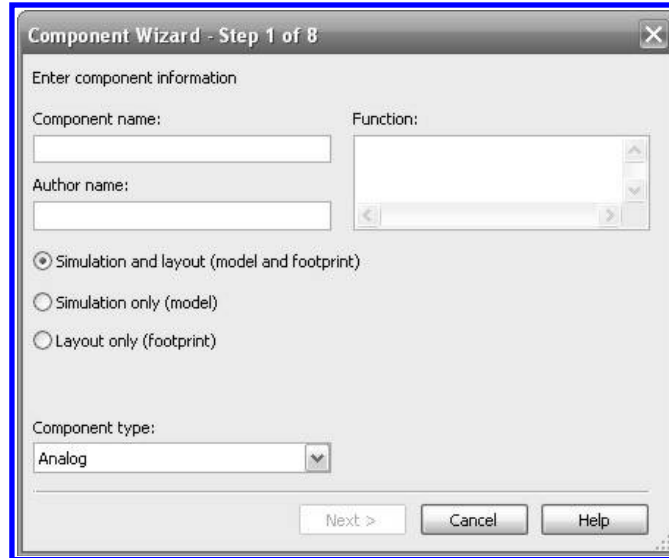 Component Wizard - Step 1 of 8
Enter component information
Component name:
Function:
Author name:
Simulation and layout (model and footprint)
Simulation only (model)
Layout only (footprint)
Component type:
Analog
Next >
Cancel
Help